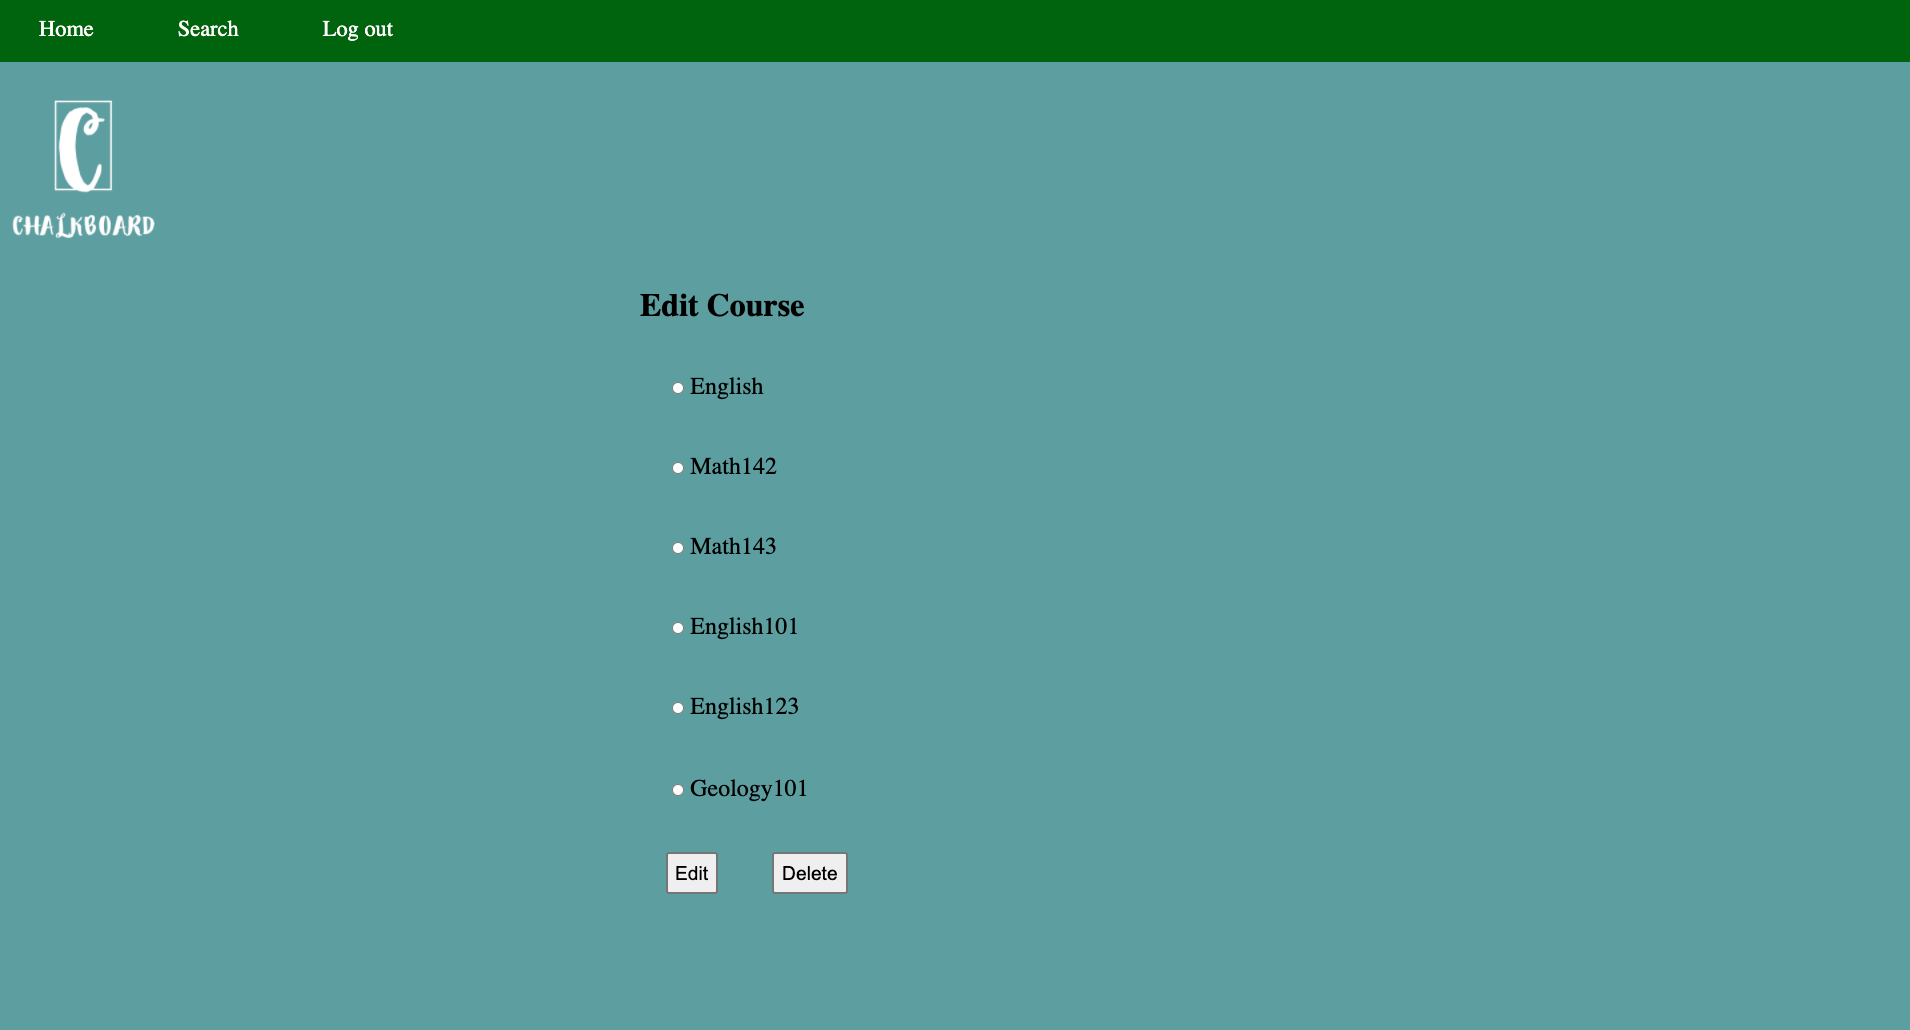 Home Search Log out
C
CHALKBOARD
Edit Course
English
Math142
Math143
English101
English123
Geology101
Edit Delete